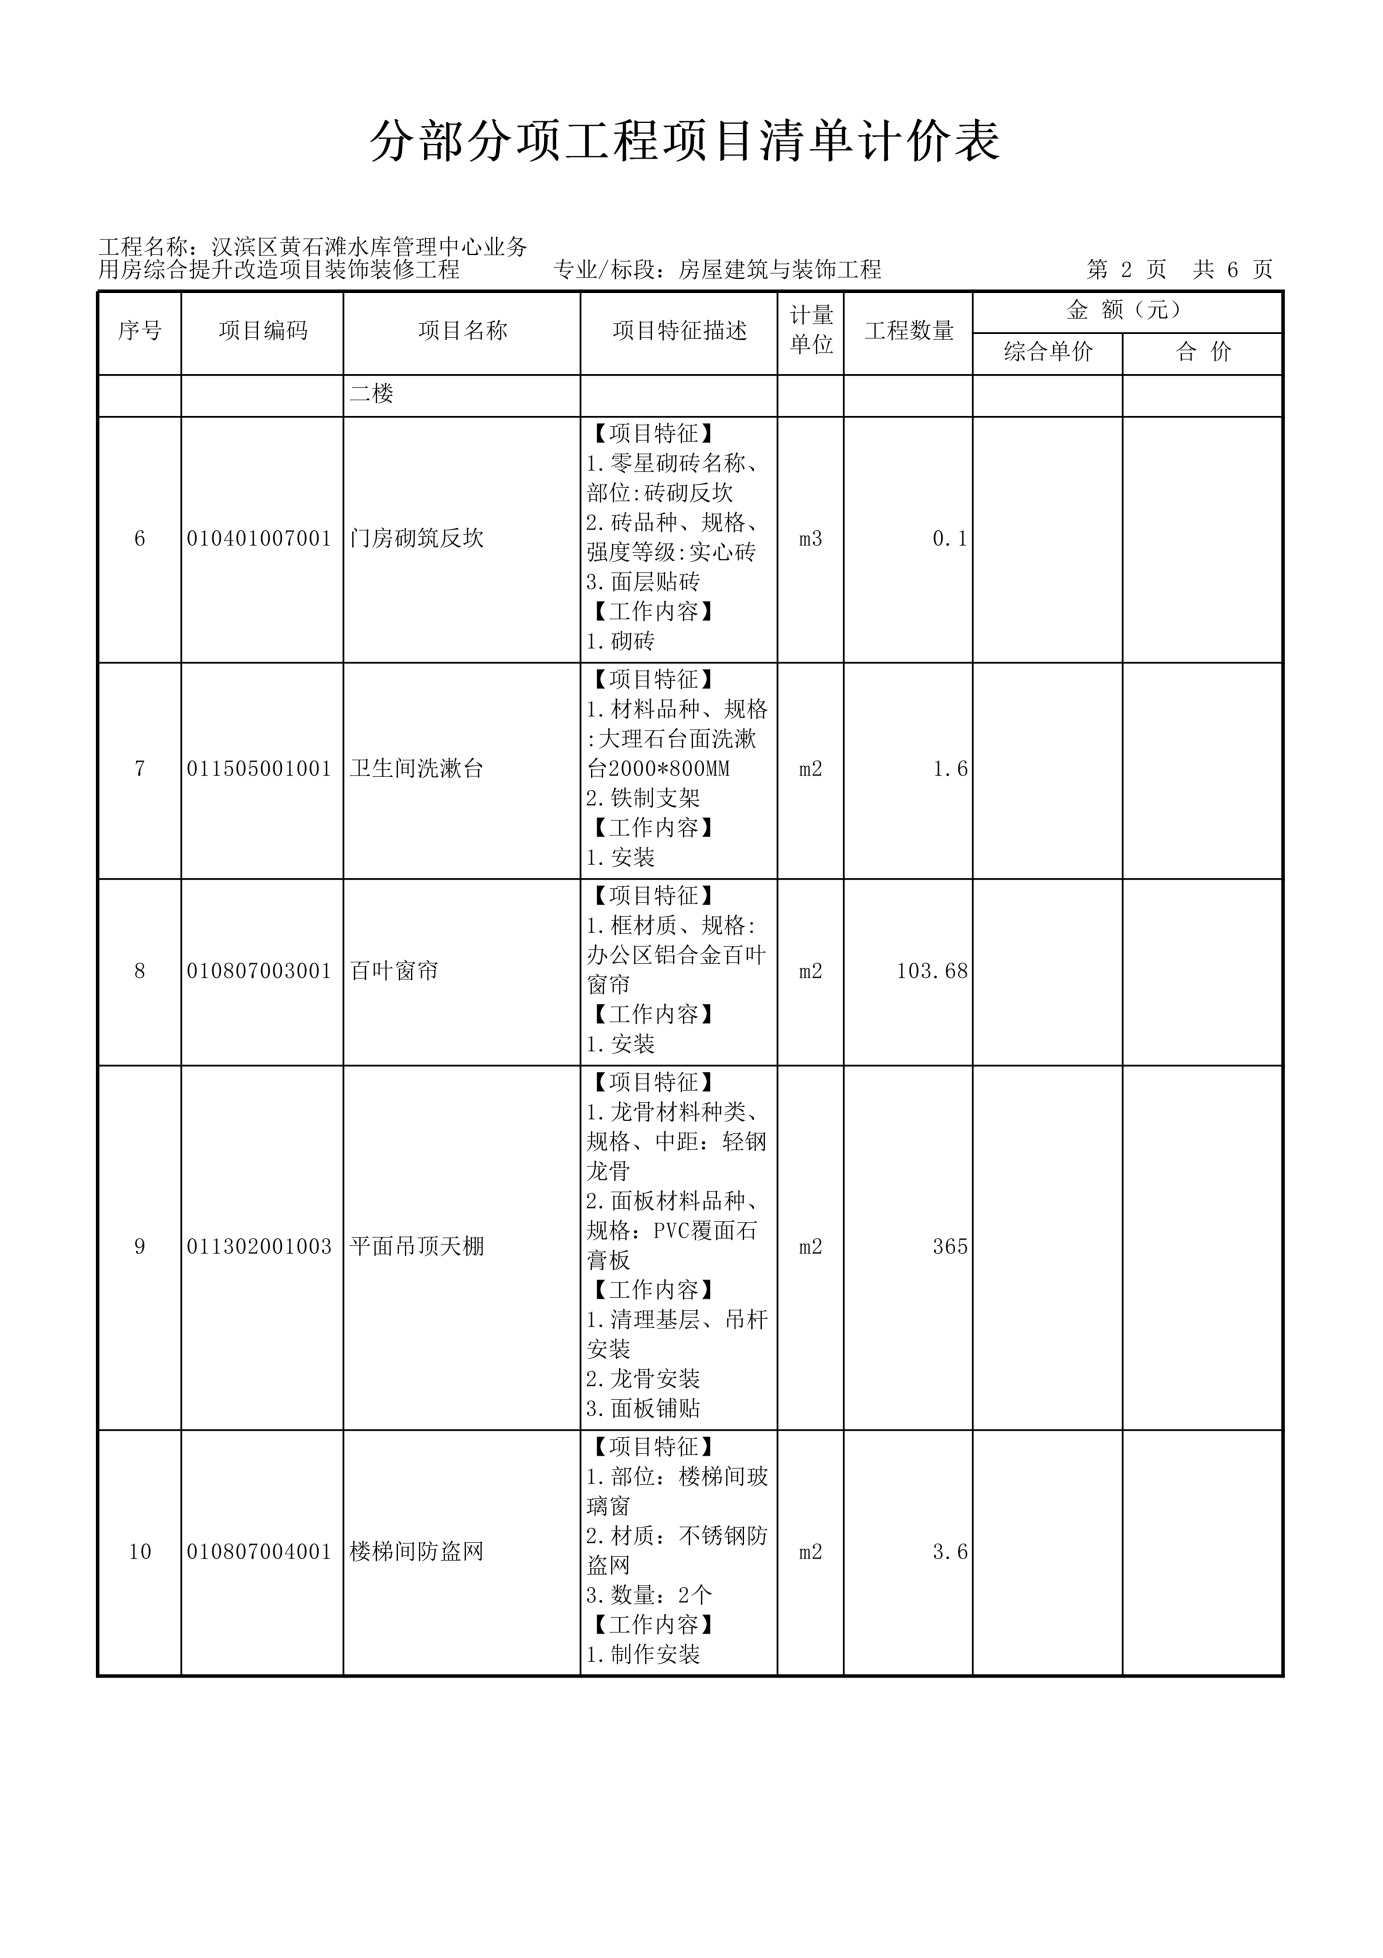 分部分项工程项目清单计价表
工程名称：汉滨区黄石滩水库管理中心业务
用房综合提升改造项目装饰装修工程 专业/标段：房屋建筑与装饰工程 第 2 页 共 6 页
序号 项目编码 项目名称 项目特征描述 计量单位 工程数量 金 额（元）
综合单价 合 价
二楼
6 010401007001 门房砌筑反坎 m3 0.1
【项目特征】
1.零星砌砖名称、
部位:砖砌反坎
2.砖品种、规格、
强度等级:实心砖
3.面层贴砖
【工作内容】
1.砌砖
7 011505001001 卫生间洗漱台 m2 1.6
【项目特征】
1.材料品种、规格
:大理石台面洗漱
台2000*800MM
2.铁制支架
【工作内容】
1.安装
8 010807003001 百叶窗帘 m2 103.68
【项目特征】
1.框材质、规格:
办公区铝合金百叶
窗帘
【工作内容】
1.安装
9 011302001003 平面吊顶天棚 m2 365
【项目特征】
1.龙骨材料种类、
规格、中距：轻钢
龙骨
2.面板材料品种、
规格：PVC覆面石
膏板
【工作内容】
1.清理基层、吊杆
安装
2.龙骨安装
3.面板铺贴
10 010807004001 楼梯间防盗网 m2 3.6
【项目特征】
1.部位：楼梯间玻
璃窗
2.材质：不锈钢防
盗网
3.数量：2个
【工作内容】
1.制作安装